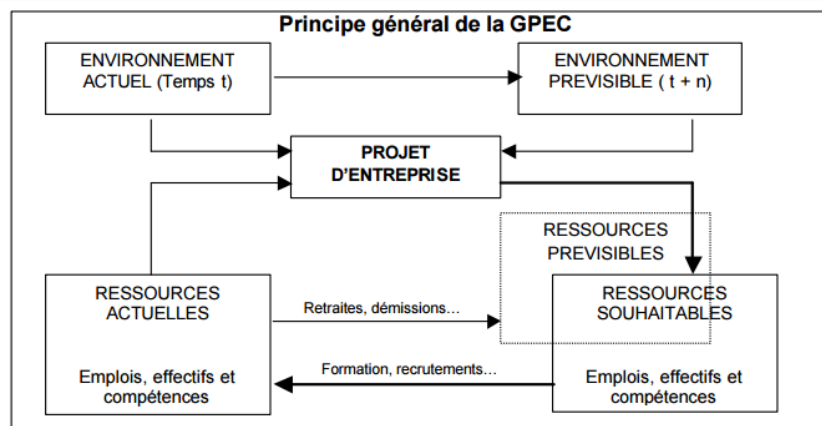 Principe général de la GPEC
ENVIRONNEMENT
ACTUEL (Temps t)
ENVIRONNEMENT
PREVISIBLE ( t + n)
PROJET
D'ENTREPRISE
RESSOURCES
PREVISIBLES
RESSOURCES
ACTUELLES
Retraites, démissions...
RESSOURCES
SOUHAITABLES
Formation, recrutements...
Emplois, effectifs et
compétences
Emplois, effectifs et
compétences